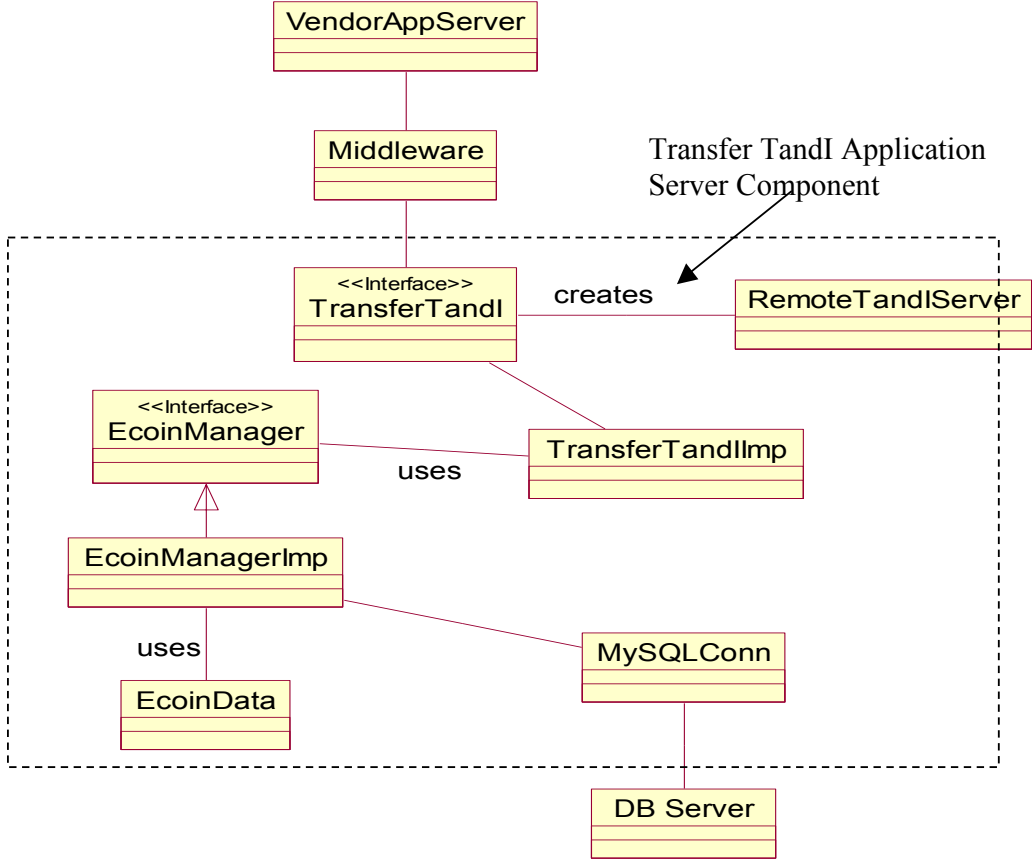 VendorAppServer
Middleware
Transfer TandI Application
Server Component
<<Interface>>
TransferTandI
creates
RemoteTandIServer
<<Interface>>
EcoinManager
uses
TransferTandIImp
EcoinManagerImp
uses
MySQLConn
EcoinData
DB Server